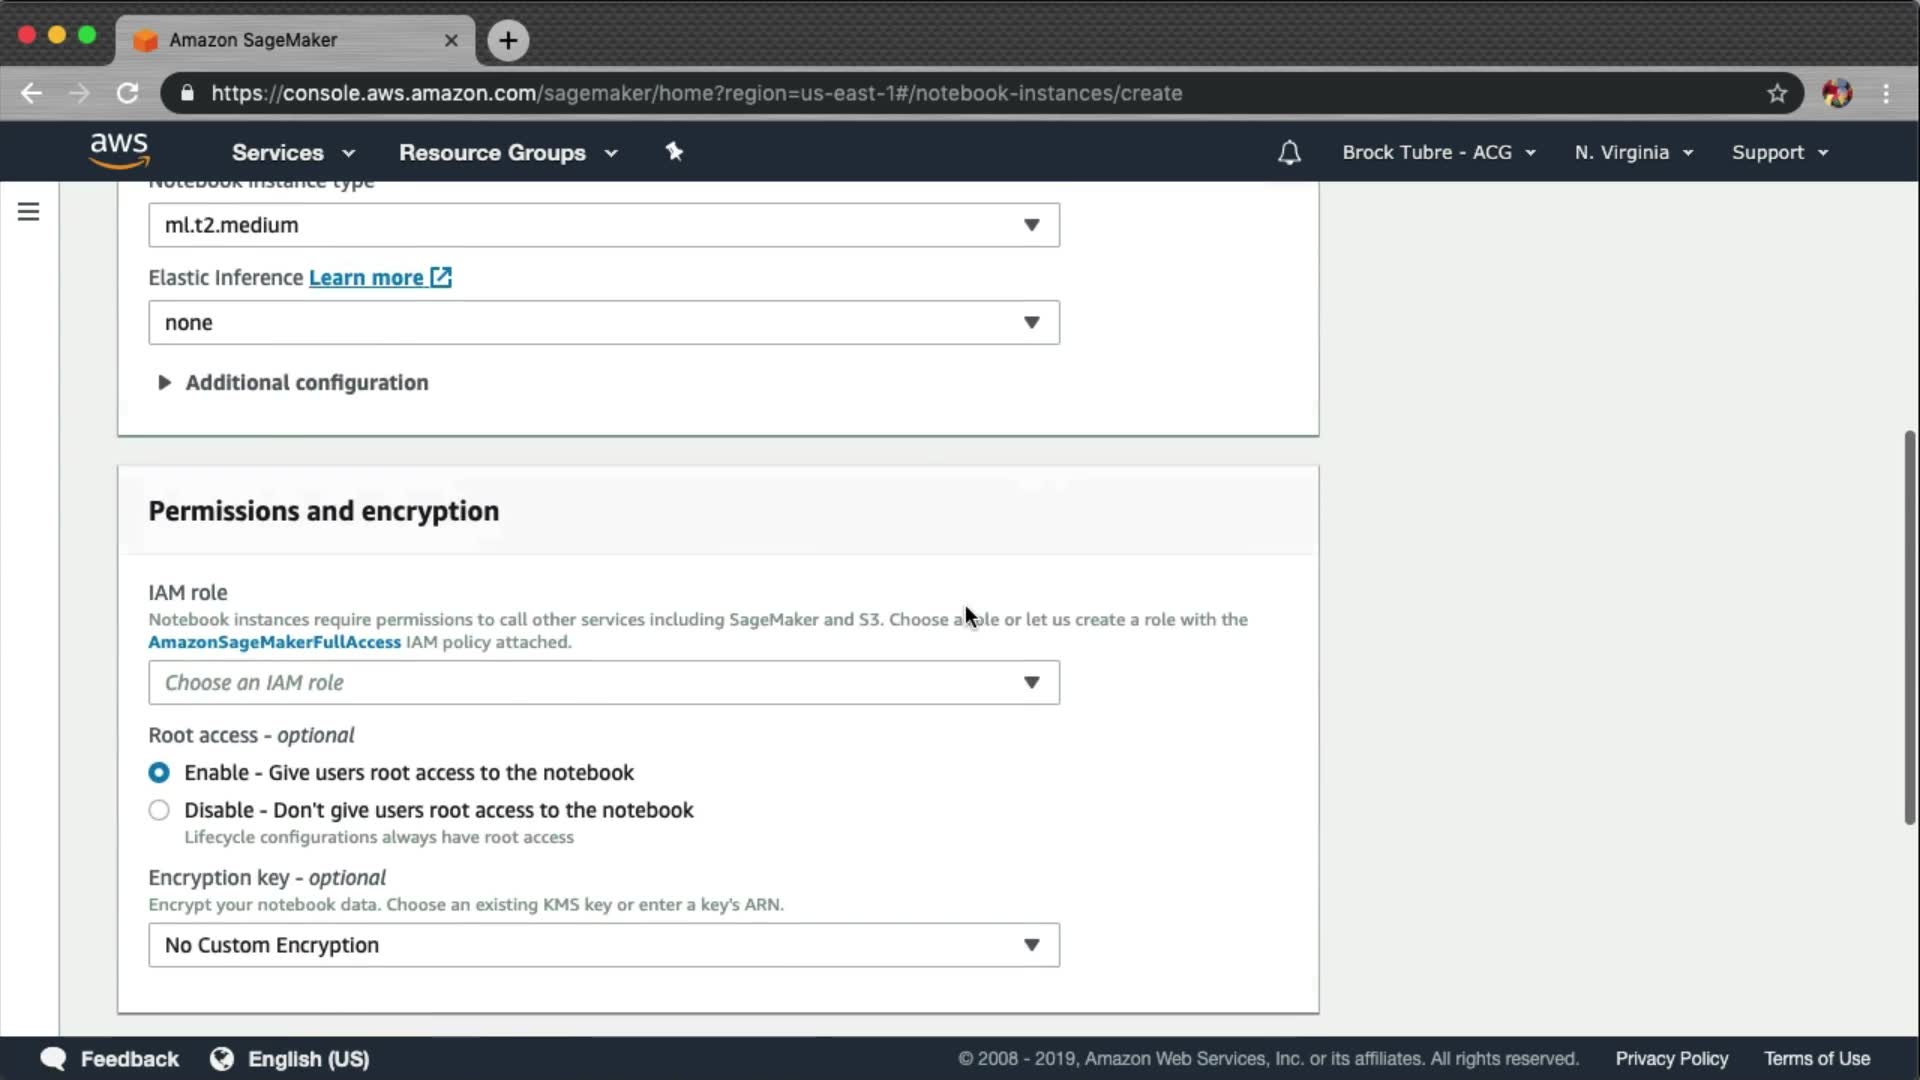 Amazon SageMaker
https://console.aws.amazon.com/sagemaker/home?region=us-east-1#/notebook-instances/create
aws
Services
Resource Groups
Brock Tubre - ACG
N. Virginia
Support
Notebook instance type
ml.t2.medium
Elastic Inference Learn more
none
Additional configuration
Permissions and encryption
IAM role
Notebook instances require permissions to call other services including SageMaker and S3. Choose a role or let us create a role with the
AmazonSageMakerFullAccess IAM policy attached.
Choose an IAM role
Root access - optional
Enable - Give users root access to the notebook
Disable - Don't give users root access to the notebook
Lifecycle configurations always have root access
Encryption key - optional
Encrypt your notebook data. Choose an existing KMS key or enter a key's ARN.
No Custom Encryption
Feedback
English (US)
© 2008 - 2019, Amazon Web Services, Inc. or its affiliates. All rights reserved.
Privacy Policy
Terms of Use